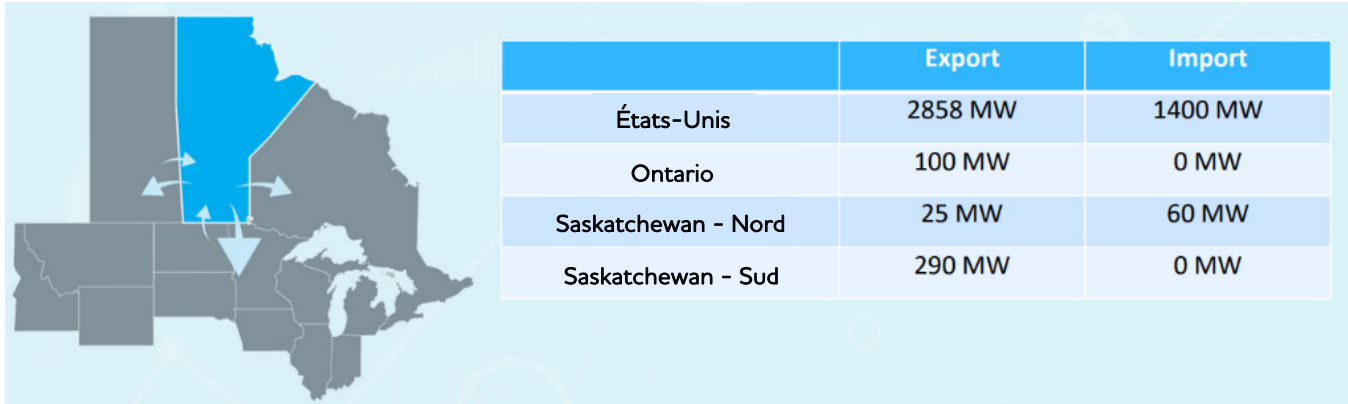 Export Import
États-Unis 2858 MW 1400 MW
Ontario 100 MW 0 MW
Saskatchewan - Nord 25 MW 60 MW
Saskatchewan - Sud 290 MW 0 MW